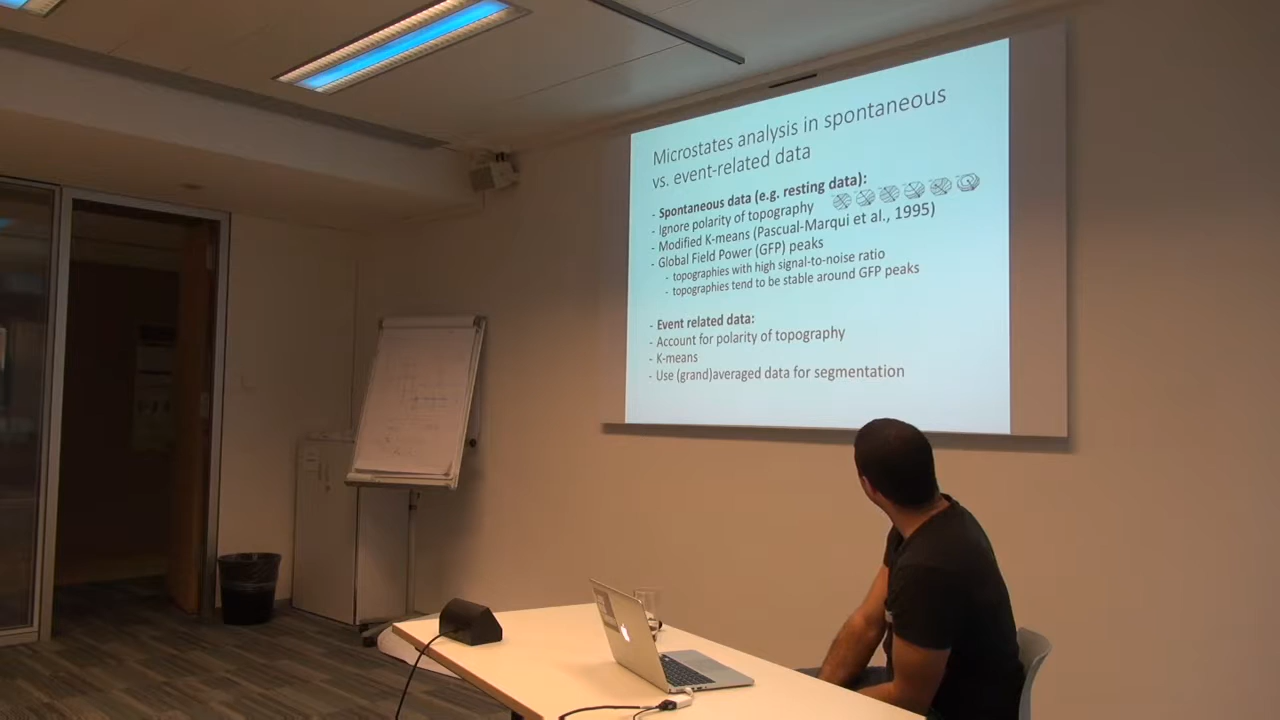 Microstates analysis in spontaneous
vs. event-related data
- Spontaneous data (e.g. resting data):
- Ignore polarity of topography
- Modified K-means (Pascual-Marqui et al., 1995)
- Global Field Power (GFP) peaks
- topographies with high signal-to-noise ratio
- topographies tend to be stable around GFP peaks
- Event related data:
- Account for polarity of topography
- K-means
- Use (grand)averaged data for segmentation